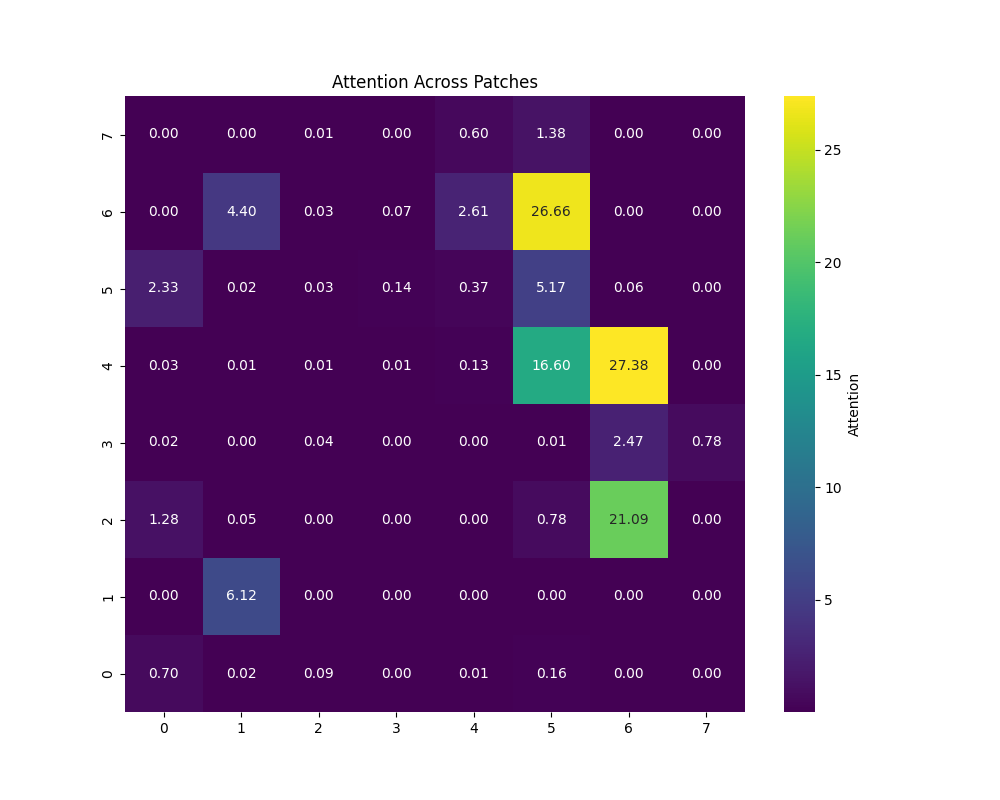 Attention Across Patches
7 0.00 0.00 0.01 0.00 0.60 1.38 0.00 0.00
6 0.00 4.40 0.03 0.07 2.61 26.66 0.00 0.00
5 2.33 0.02 0.03 0.14 0.37 5.17 0.06 0.00
4 0.03 0.01 0.01 0.01 0.13 16.60 27.38 0.00
3 0.02 0.00 0.04 0.00 0.00 0.01 2.47 0.78
2 1.28 0.05 0.00 0.00 0.00 0.78 21.09 0.00
1 0.00 6.12 0.00 0.00 0.00 0.00 0.00 0.00
0 0.70 0.02 0.09 0.00 0.01 0.16 0.00 0.00
0 1 2 3 4 5 6 7
25
20
15
10
5
Attention